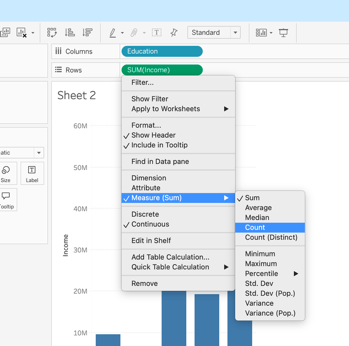 Standard
Columns
Education
Rows
SUM(Income)
Filter...
Sheet 2
Show Filter
Apply to Worksheets
60M
Format...
Show Header
50M
Include in Tooltip
atic
Find in Data pane
Size
Label
Dimension
40M
Attribute
Measure (Sum)
Sum
Tooltip
Average
Discrete
Median
Continuous
Count
30M
Edit in Shelf
Count (Distinct)
Income
Add Table Calculation...
Minimum
Quick Table Calculation
Maximum
Percentile
20M
Remove
Std. Dev
Std. Dev (Pop.)
Variance
Variance (Pop.)
10M